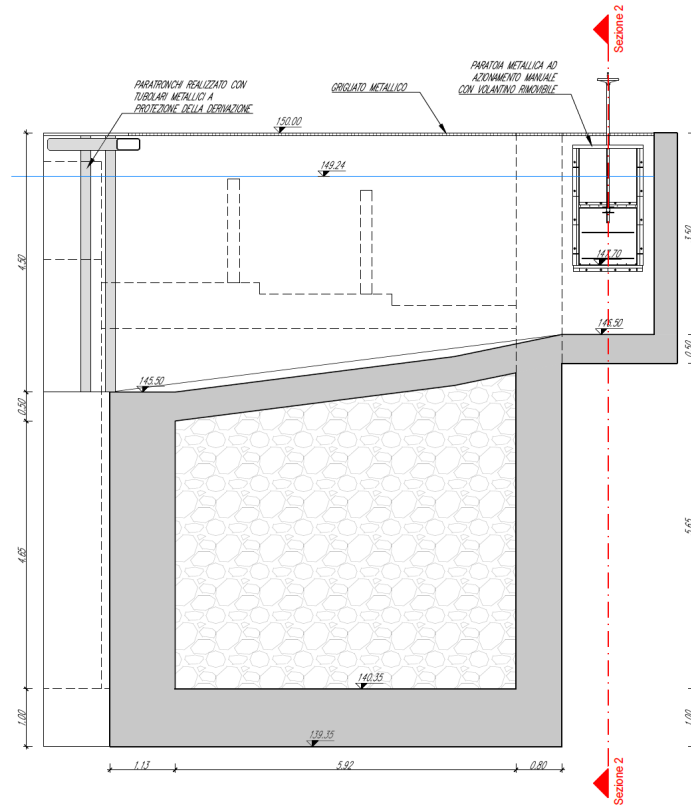 Sezione 2
PARATOIA METALLICA AD
AZIONAMENTO MANUALE
CON VOLANTINO RIMOVIBILE
PARATRONCHI REALIZZATO CON
TUBOLARI METALLICI A
PROTEZIONE DELLA DERIVAZIONE
GRIGLIATO METALLICO
150.00
149.24
4,50
147.70
146.50
0,50
145.50
0,50
4,65
140.35
1,00
1,00
139.35
1,13
5,92
0,80
Sezione 2